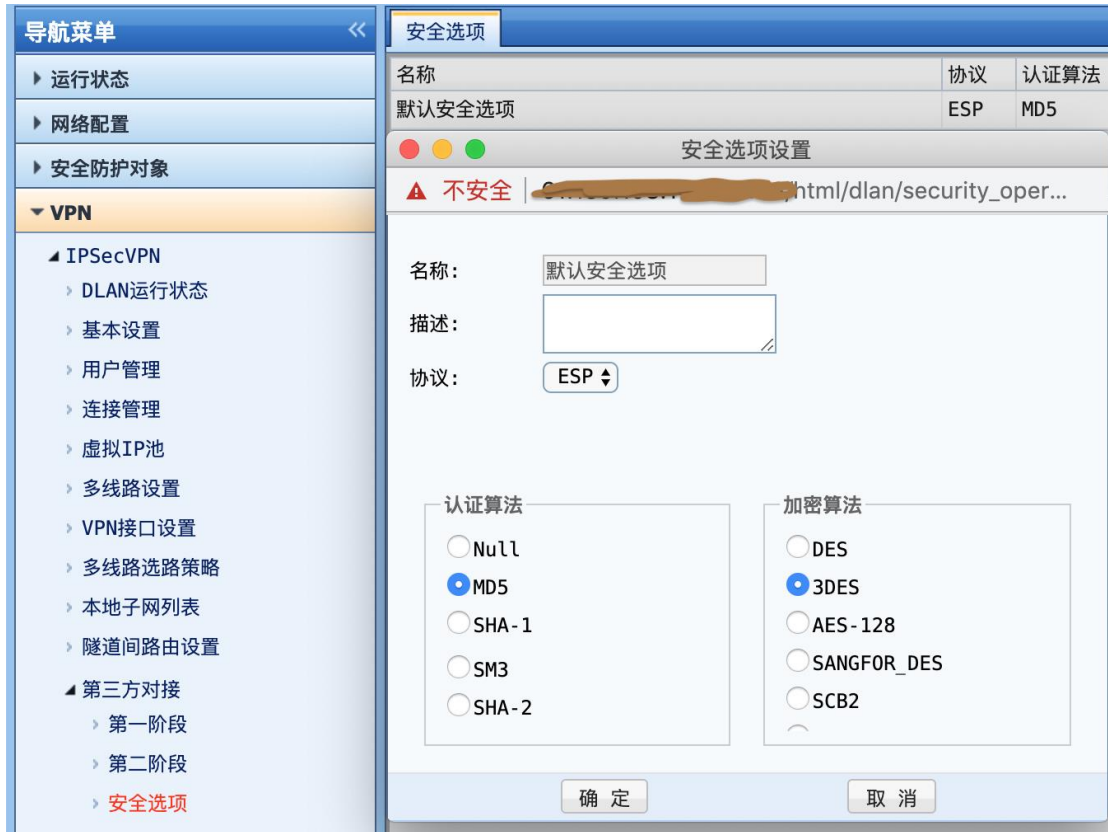 导航菜单
运行状态
网络配置
安全防护对象
VPN
IPSecVPN
DLAN运行状态
基本设置
用户管理
连接管理
虚拟IP池
多线路设置
VPN接口设置
多线路选路策略
本地子网列表
隧道间路由设置
第三方对接
第一阶段
第二阶段
安全选项
安全选项
名称 协议 认证算法
默认安全选项 ESP MD5
安全选项设置
不安全 /html/dlan/security_oper...
名称: 默认安全选项
描述:
协议: ESP
认证算法
Null
MD5
SHA-1
SM3
SHA-2
加密算法
DES
3DES
AES-128
SANGFOR_DES
SCB2
确 定 取 消